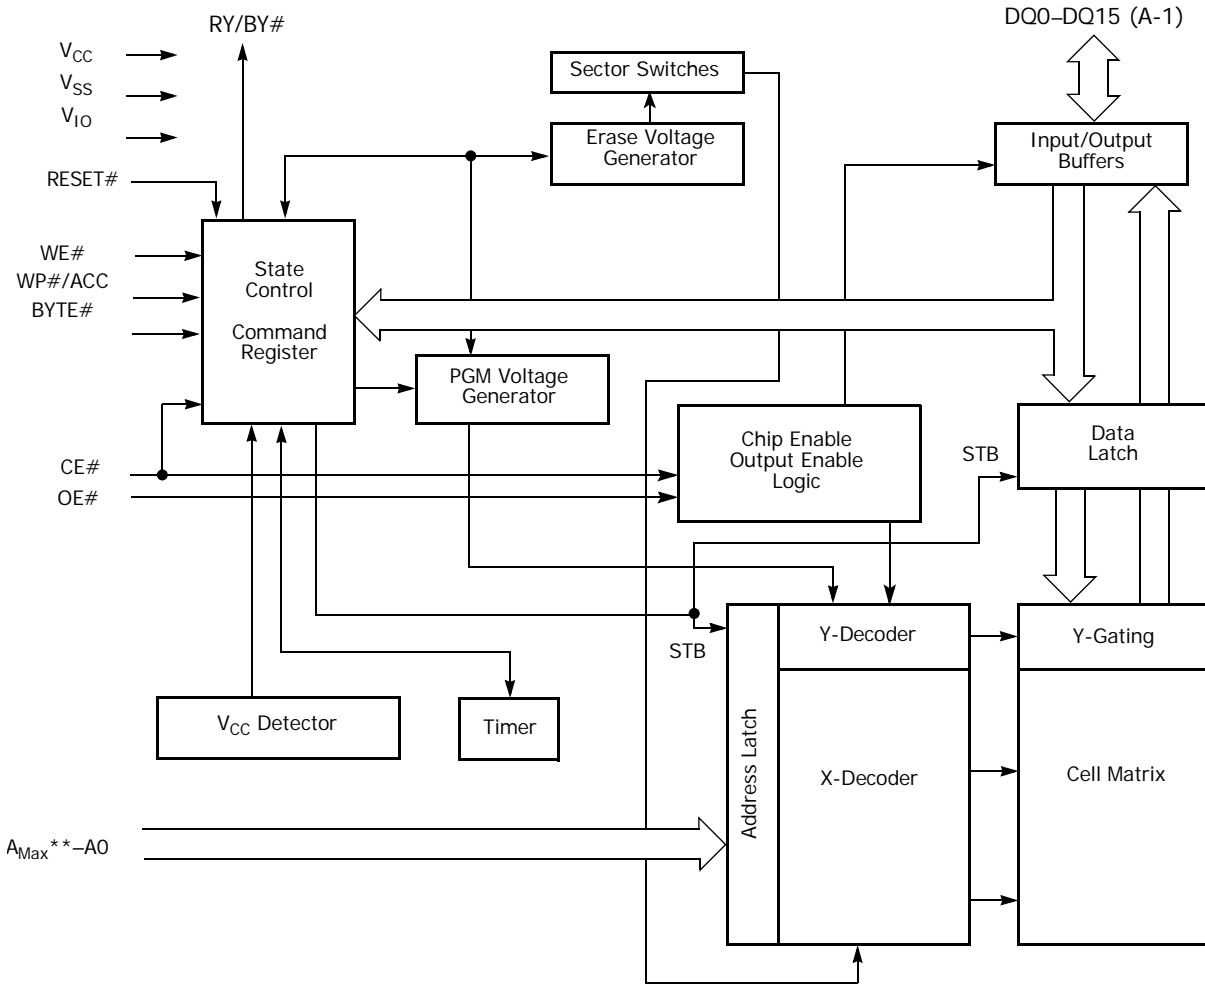 RY/BY#
DQ0–DQ15 (A-1)
VCC
VSS
VIO
Sector Switches
Erase Voltage
Generator
Input/Output
Buffers
RESET#
WE#
WP#/ACC
BYTE#
State
Control
Command
Register
PGM Voltage
Generator
Chip Enable
Output Enable
Logic
STB
Data
Latch
CE#
OE#
STB
Y-Decoder
Y-Gating
VCC Detector
Timer
Address Latch
X-Decoder
Cell Matrix
AMax**–A0